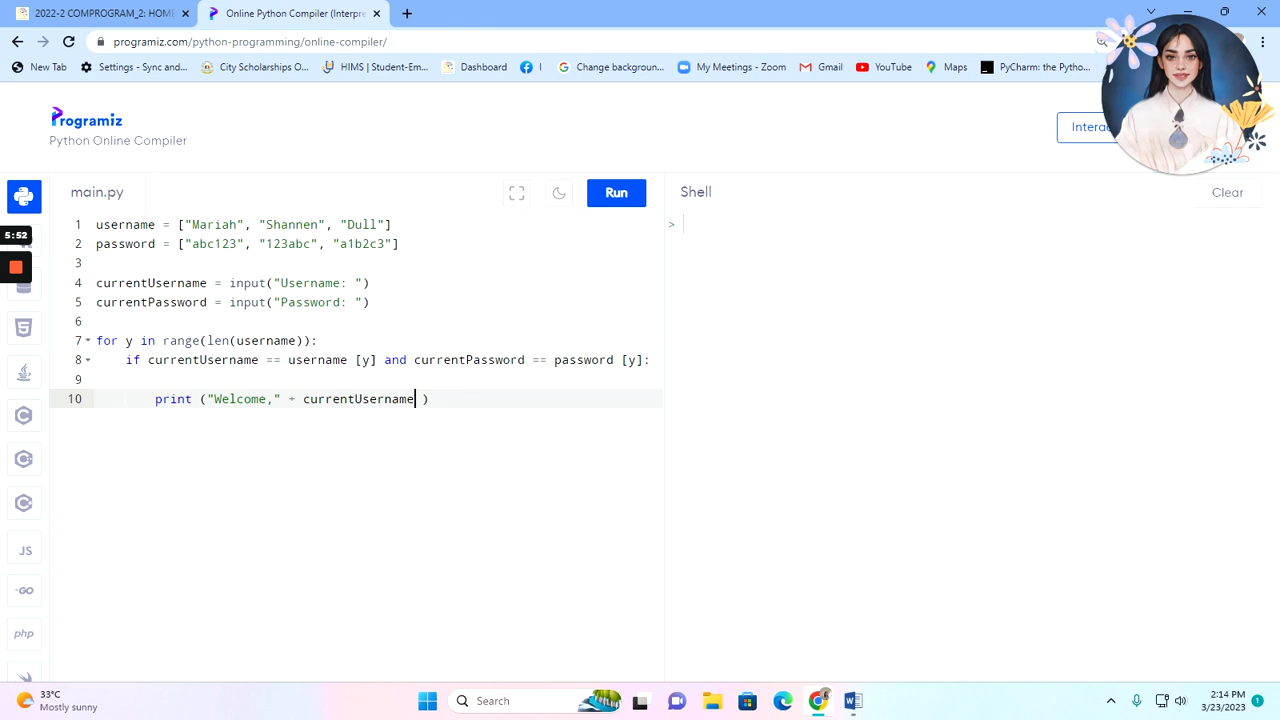 2022-2 COMPROGRAM_2: HOME
Online Python Compiler (Interpre
programiz.com/python-programming/online-compiler/
New Tab
Settings - Sync and...
City Scholarships O...
HIMS | Student-Em...
Dashboard
I
Change backgroun...
My Meetings - Zoom
Gmail
YouTube
Maps
PyCharm: the Pytho...
Programiz
Python Online Compiler
main.py
Run
Shell
Clear
5:52
1 username = ["Mariah", "Shannen", "Dull"]
2 password = ["abc123", "123abc", "a1b2c3"]
3
4 currentUsername = input("Username: ")
5 currentPassword = input("Password: ")
6
7 for y in range(len(username)):
8 if currentUsername == username [y] and currentPassword == password [y]:
9
10 print ("Welcome," + currentUsername )
>
JS
GO
php
33°C
Mostly sunny
Search
2:14 PM
3/23/2023
1